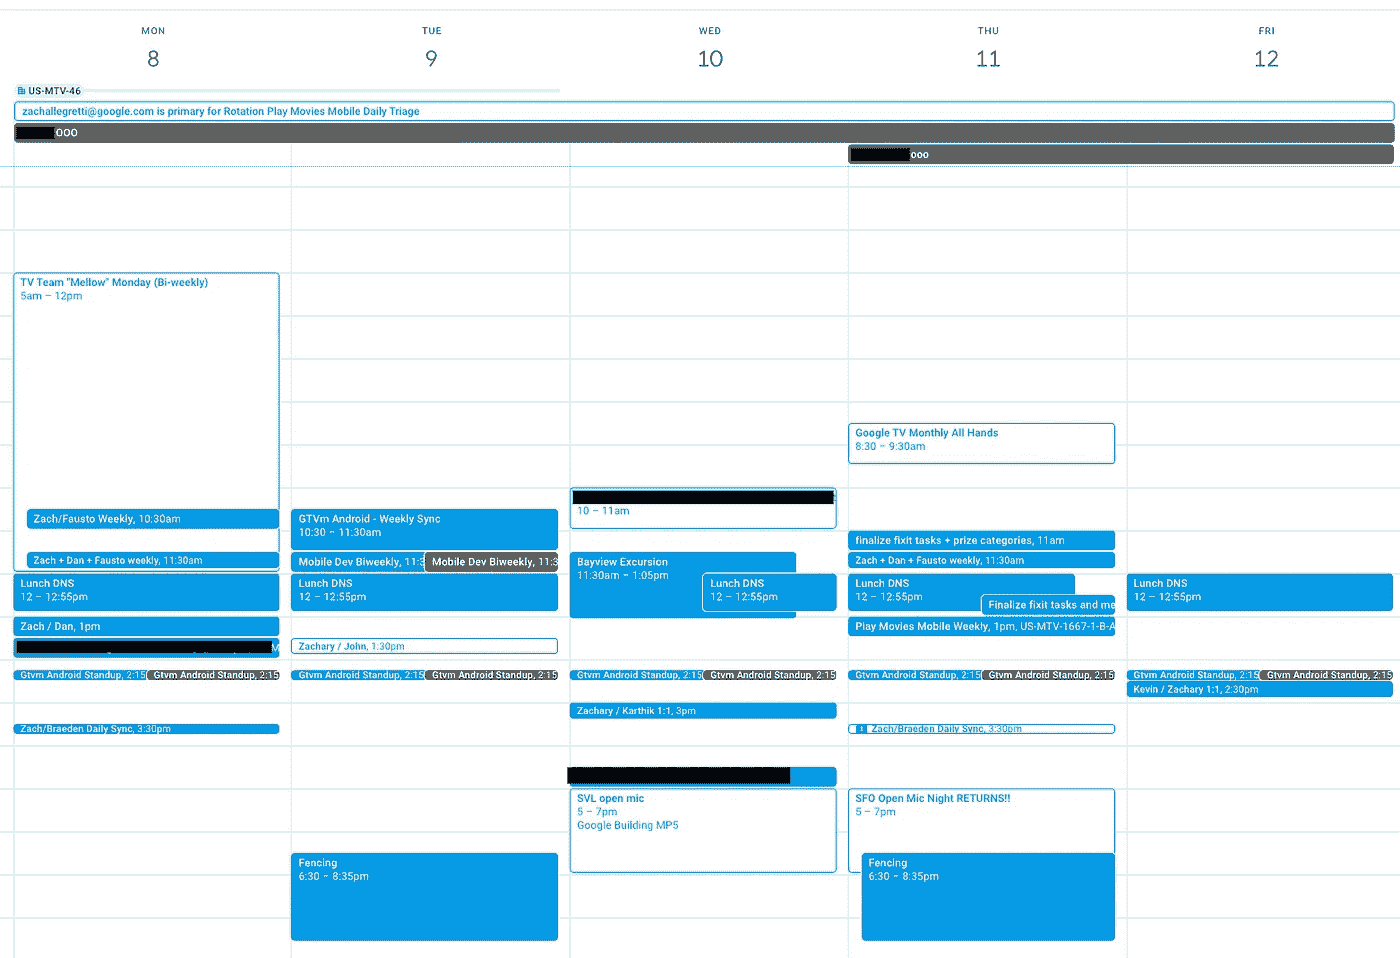 MON
TUE
WED
THU
FRI
8
9
10
11
12
US-MTV-46
zachallegretti@google.com is primary for Rotation Play Movies Mobile Daily Triage
OOO
ooo
TV Team "Mellow" Monday (Bi-weekly)
5am – 12pm
Zach/Fausto Weekly, 10:30am
Zach + Dan + Fausto weekly, 11:30am
Lunch DNS
12 – 12:55pm
Zach / Dan, 1pm
Gtvm Android Standup, 2:15
Gtvm Android Standup, 2:15
Zach/Braeden Daily Sync, 3:30pm
GTVm Android - Weekly Sync
10:30 – 11:30am
Mobile Dev Biweekly, 11:3
Mobile Dev Biweekly, 11:3
Lunch DNS
12 – 12:55pm
Zachary / John, 1:30pm
Gtvm Android Standup, 2:15
Gtvm Android Standup, 2:15
Fencing
6:30 – 8:35pm
10 – 11am
Bayview Excursion
11:30am – 1:05pm
Lunch DNS
12 – 12:55pm
Gtvm Android Standup, 2:15
Gtvm Android Standup, 2:15
Zachary / Karthik 1:1, 3pm
SVL open mic
5 – 7pm
Google Building MP5
Google TV Monthly All Hands
8:30 – 9:30am
finalize fixit tasks + prize categories, 11am
Zach + Dan + Fausto weekly, 11:30am
Lunch DNS
12 – 12:55pm
Finalize fixit tasks and me
Play Movies Mobile Weekly, 1pm, US-MTV-1667-1-B-A
Gtvm Android Standup, 2:15
Gtvm Android Standup, 2:15
Zach/Braeden Daily Sync, 3:30pm
SFO Open Mic Night RETURNS!!
5 – 7pm
Fencing
6:30 – 8:35pm
Lunch DNS
12 – 12:55pm
Gtvm Android Standup, 2:15
Gtvm Android Standup, 2:15
Kevin / Zachary 1:1, 2:30pm